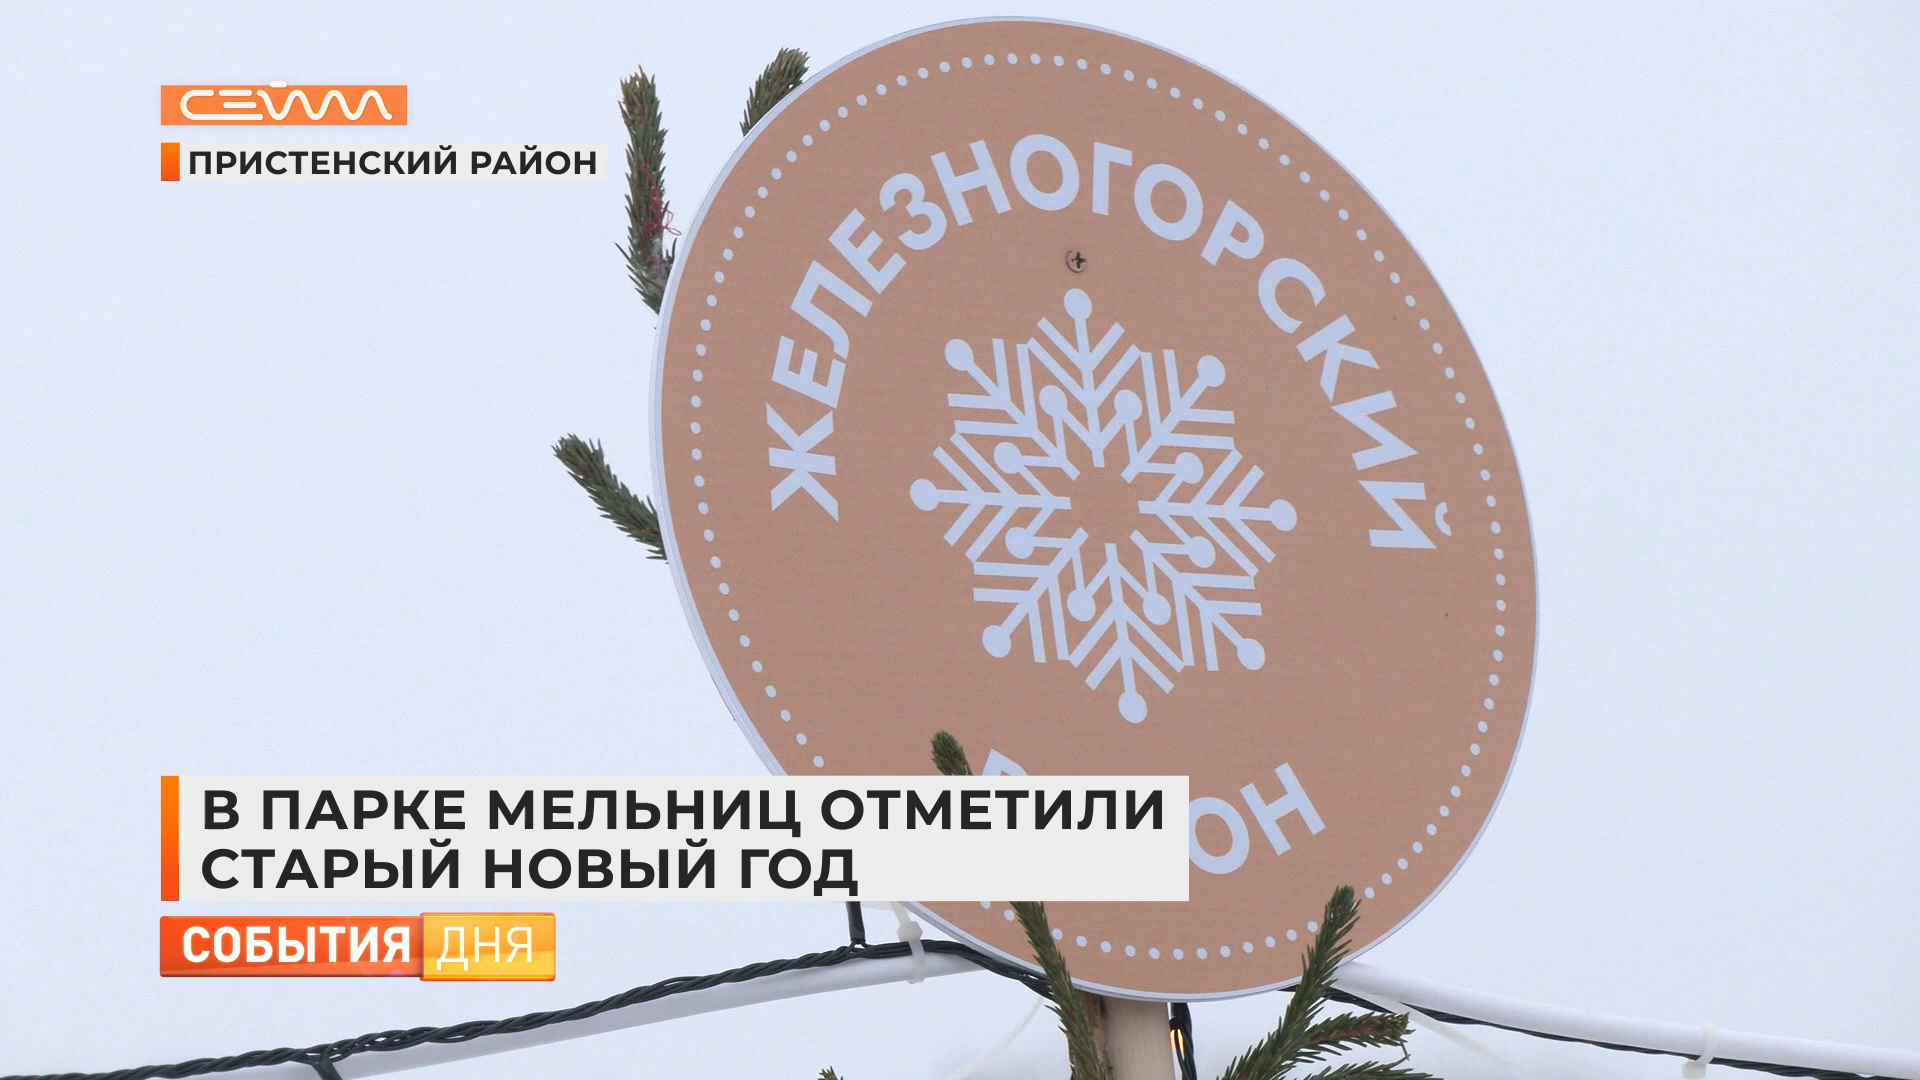 СЕЙМ
ПРИСТЕНСКИЙ РАЙОН
ЖЕЛЕЗНОГОРСКИЙ
В ПАРКЕ МЕЛЬНИЦ ОТМЕТИЛИ
СТАРЫЙ НОВЫЙ ГОД
СОБЫТИЯ ДНЯ